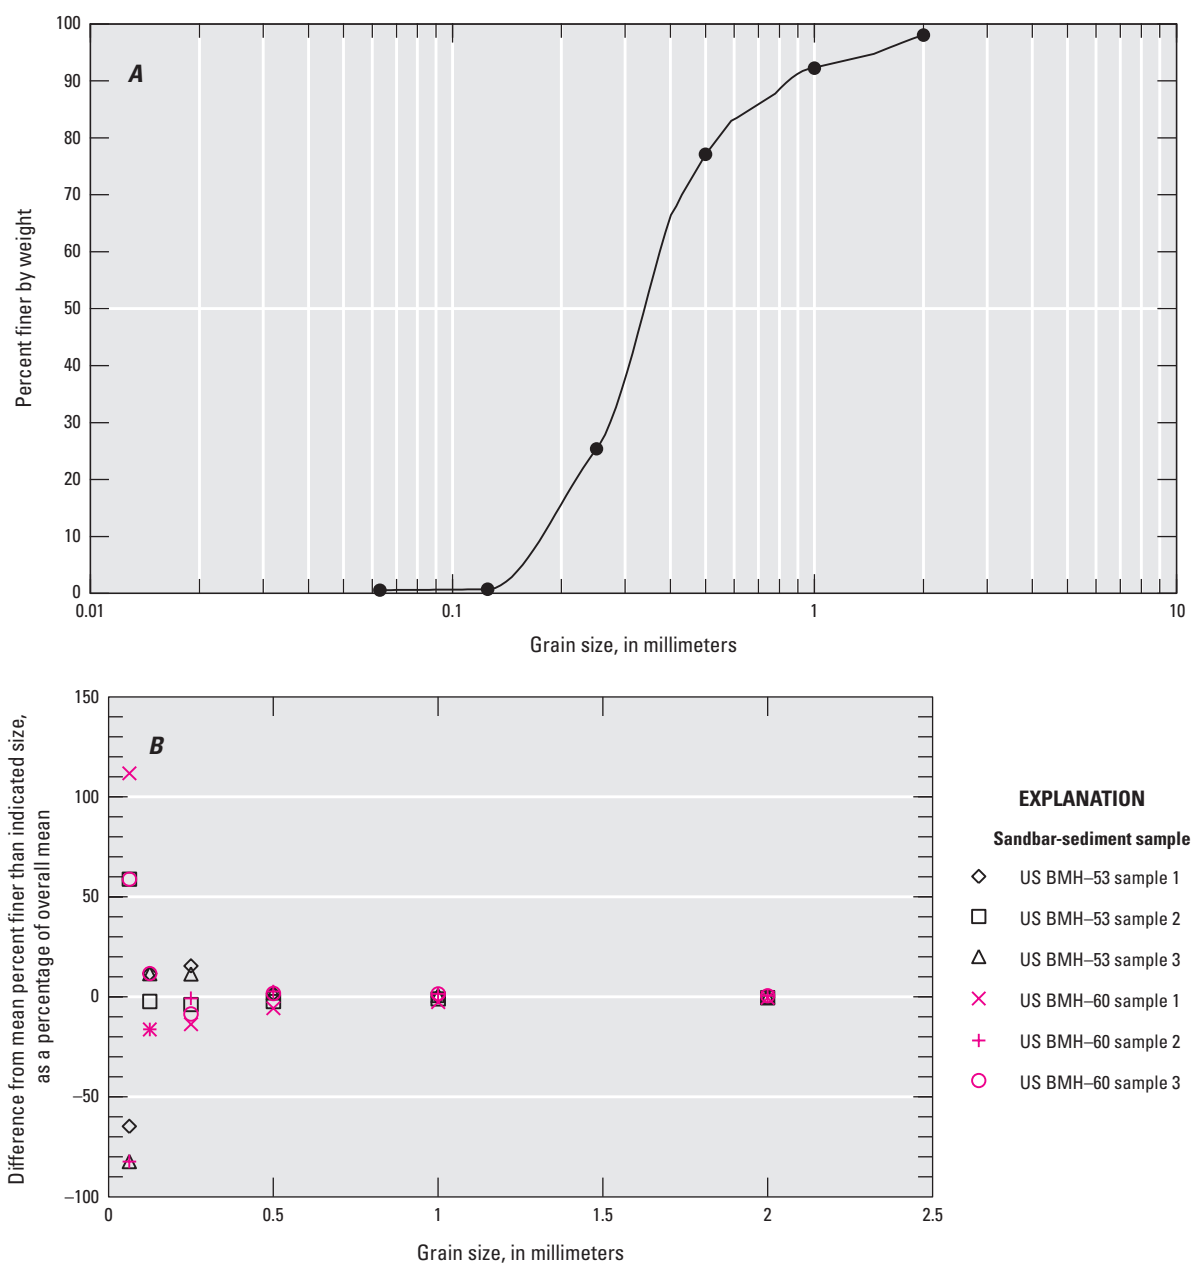 100
90
80
70
60
50
40
30
20
10
0
A
Percent finer by weight
0.01
0.1
1
10
Grain size, in millimeters
150
100
50
0
–50
–100
B
Difference from mean percent finer than indicated size,
as a percentage of overall mean
0
0.5
1
1.5
2
2.5
Grain size, in millimeters
EXPLANATION
Sandbar-sediment sample
US BMH–53 sample 1
US BMH–53 sample 2
US BMH–53 sample 3
US BMH–60 sample 1
US BMH–60 sample 2
US BMH–60 sample 3